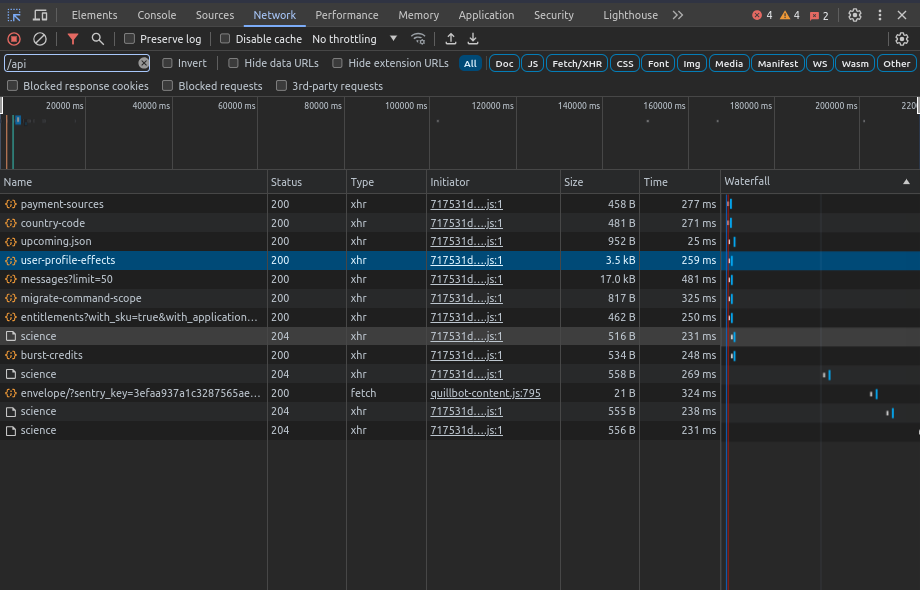 Elements Console Sources Network Performance Memory Application Security Lighthouse 4 4 2
Preserve log Disable cache No throttling
/api Invert Hide data URLs Hide extension URLs All Doc JS Fetch/XHR CSS Font Img Media Manifest WS Wasm Other
Blocked response cookies Blocked requests 3rd-party requests
20000 ms 40000 ms 60000 ms 80000 ms 100000 ms 120000 ms 140000 ms 160000 ms 180000 ms 200000 ms 220
Name Status Type Initiator Size Time Waterfall
payment-sources 200 xhr 717531d….js:1 458 B 277 ms
country-code 200 xhr 717531d….js:1 481 B 271 ms
upcoming.json 200 xhr 717531d….js:1 952 B 25 ms
user-profile-effects 200 xhr 717531d….js:1 3.5 kB 259 ms
messages?limit=50 200 xhr 717531d….js:1 17.0 kB 481 ms
migrate-command-scope 200 xhr 717531d….js:1 817 B 325 ms
entitlements?with_sku=true&with_application… 200 xhr 717531d….js:1 462 B 250 ms
science 204 xhr 717531d….js:1 516 B 231 ms
burst-credits 200 xhr 717531d….js:1 534 B 248 ms
science 204 xhr 717531d….js:1 558 B 269 ms
envelope/?sentry_key=3efaa937a1c3287565ae… 200 fetch quillbot-content.js:795 21 B 324 ms
science 204 xhr 717531d….js:1 555 B 238 ms
science 204 xhr 717531d….js:1 556 B 231 ms